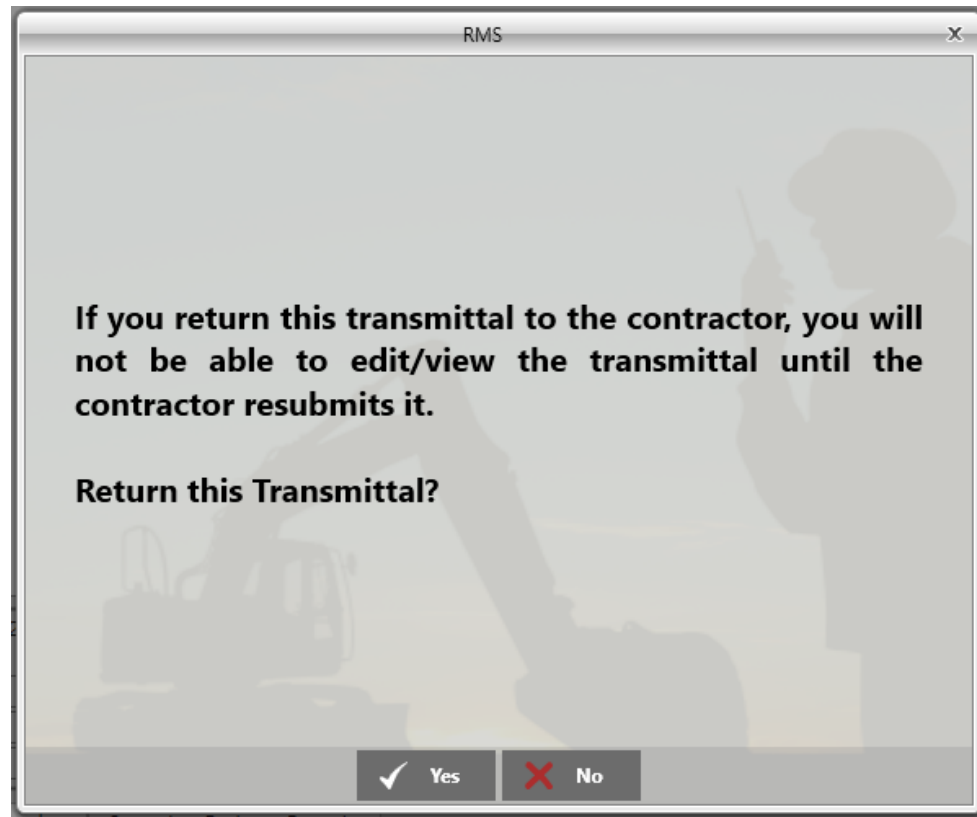 RMS
x
If you return this transmittal to the contractor, you will
not be able to edit/view the transmittal until the
contractor resubmits it.
Return this Transmittal?
Yes No